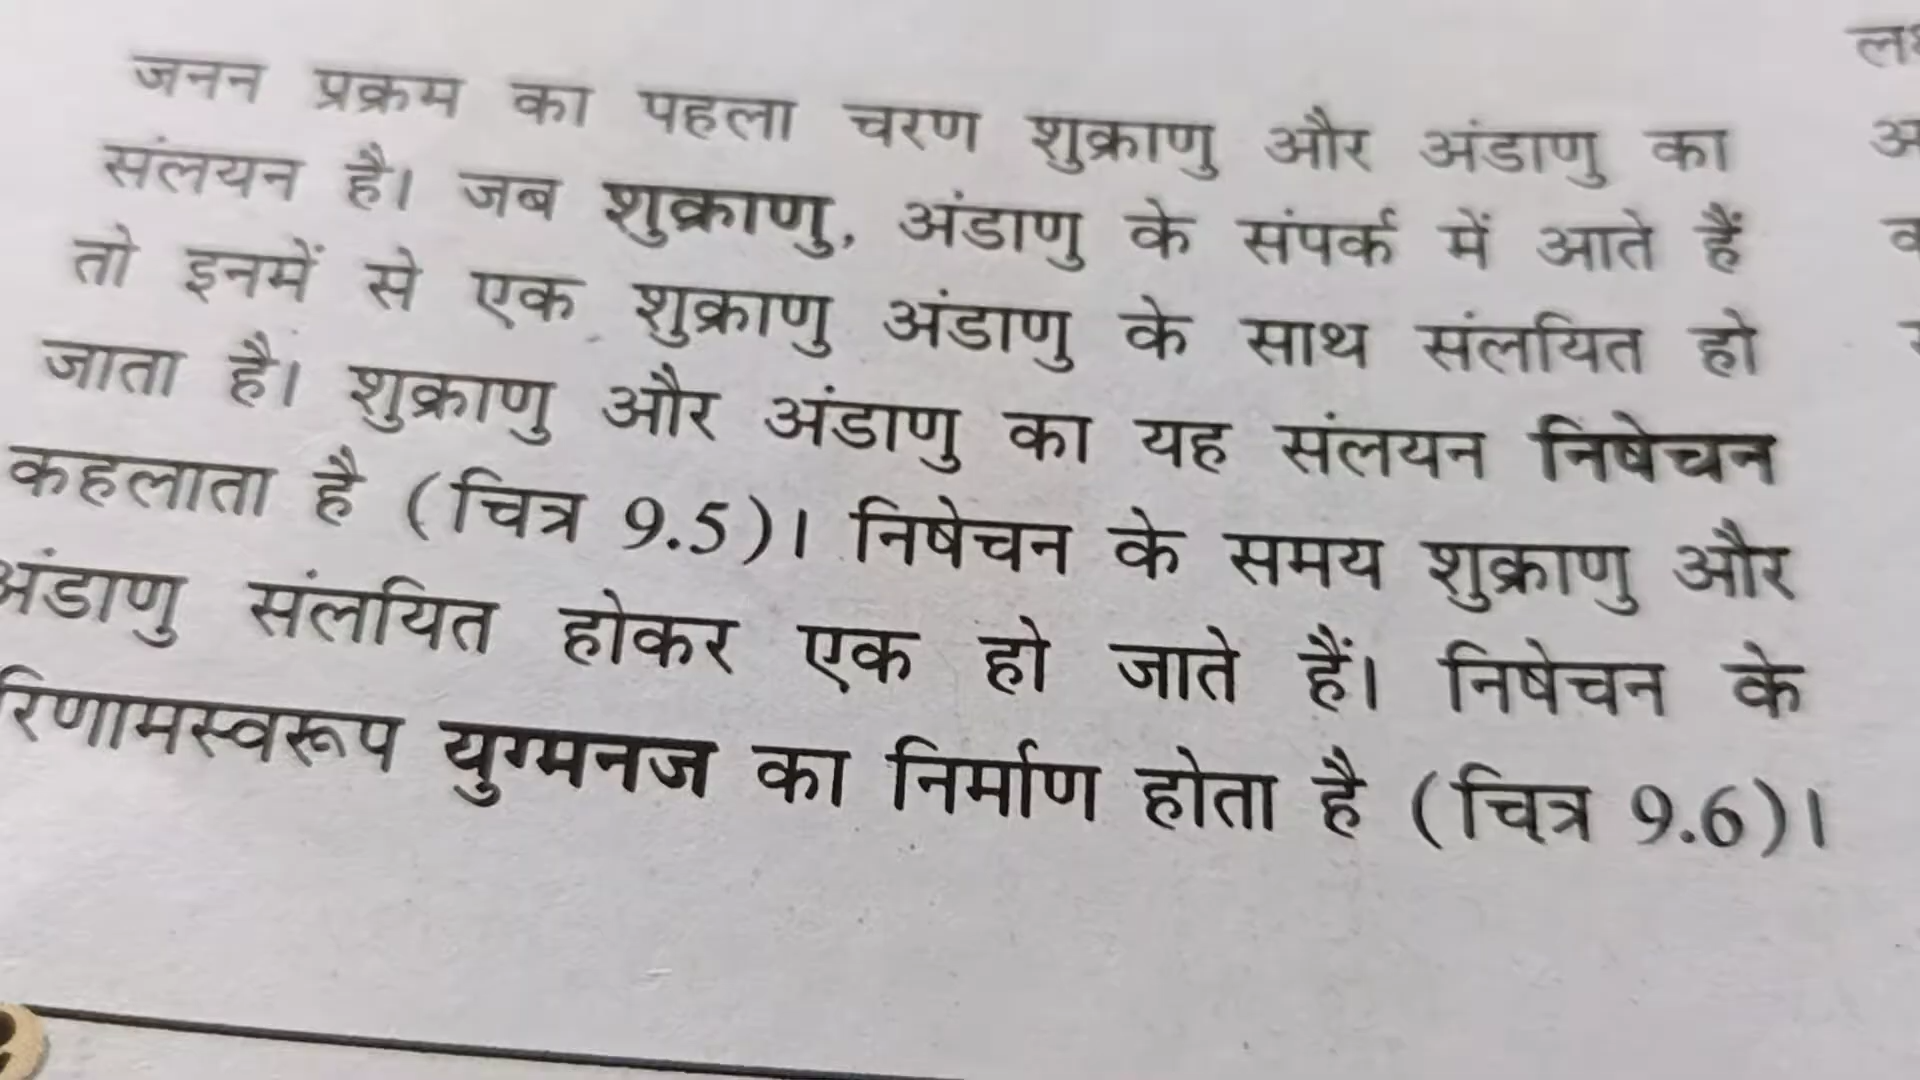 जनन प्रक्रम का पहला चरण शुक्राणु और अंडाणु का
संलयन है। जब शुक्राणु, अंडाणु के संपर्क में आते हैं
तो इनमें से एक शुक्राणु अंडाणु के साथ संलयित हो
जाता है। शुक्राणु और अंडाणु का यह संलयन निषेचन
कहलाता है (चित्र 9.5)। निषेचन के समय शुक्राणु और
अंडाणु संलयित होकर एक हो जाते हैं। निषेचन के
रिणामस्वरूप युग्मनज का निर्माण होता है (चित्र 9.6)।